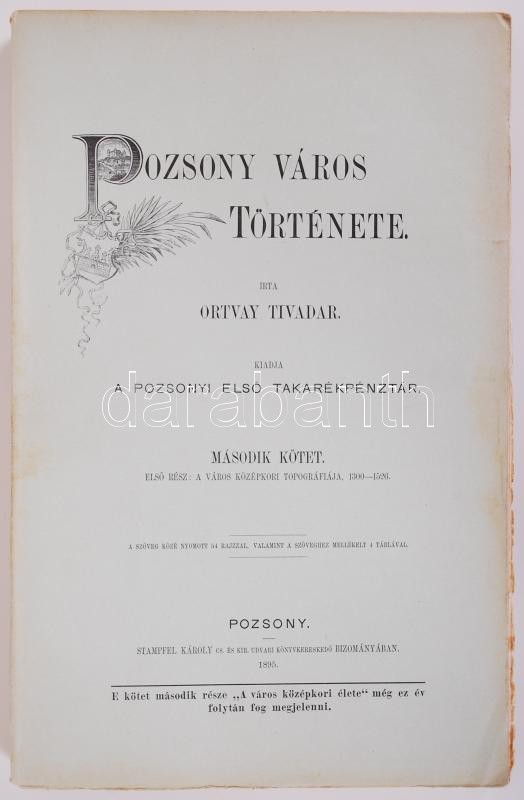 POZSONY VÁROS
TÖRTÉNETE.
IRTA
ORTVAY TIVADAR.
KIADJA
A POZSONYI ELSŐ TAKARÉKPÉNZTÁR.
darabanth
MÁSODIK KÖTET.
ELSŐ RÉSZ: A VÁROS KÖZÉPKORI TOPOGRÁFIÁJA, 1300—1526.
A SZÖVEG KÖZÉ NYOMOTT 54 RAJZZAL, VALAMINT A SZÖVEGHEZ MELLÉKELT 4 TÁBLÁVAL.
POZSONY.
STAMPFEL KÁROLY CS. ÉS KIR. UDVARI KÖNYVKERESKEDŐ BIZOMÁNYÁBAN.
1895.
E kötet második része „A város középkori élete“ még ez év
folytán fog megjelenni.